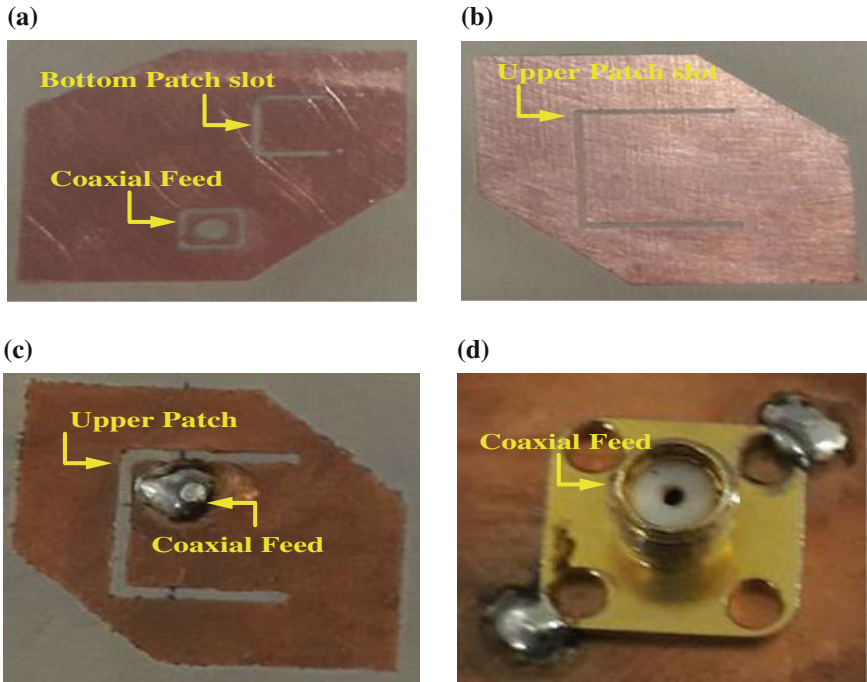 (a)
Bottom Patch slot
Coaxial Feed
(b)
Upper Patch slot
(c)
Upper Patch
Coaxial Feed
(d)
Coaxial Feed